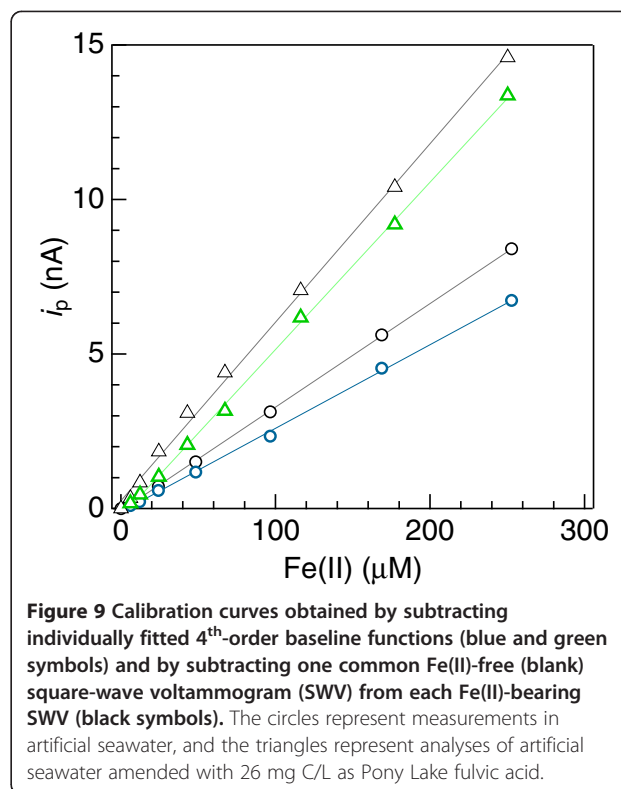 15
10
5
0
i_p (nA)
0
100
200
300
Fe(II) (μM)
Figure 9 Calibration curves obtained by subtracting
individually fitted 4th-order baseline functions (blue and green
symbols) and by subtracting one common Fe(II)-free (blank)
square-wave voltammogram (SWV) from each Fe(II)-bearing
SWV (black symbols). The circles represent measurements in
artificial seawater, and the triangles represent analyses of artificial
seawater amended with 26 mg C/L as Pony Lake fulvic acid.